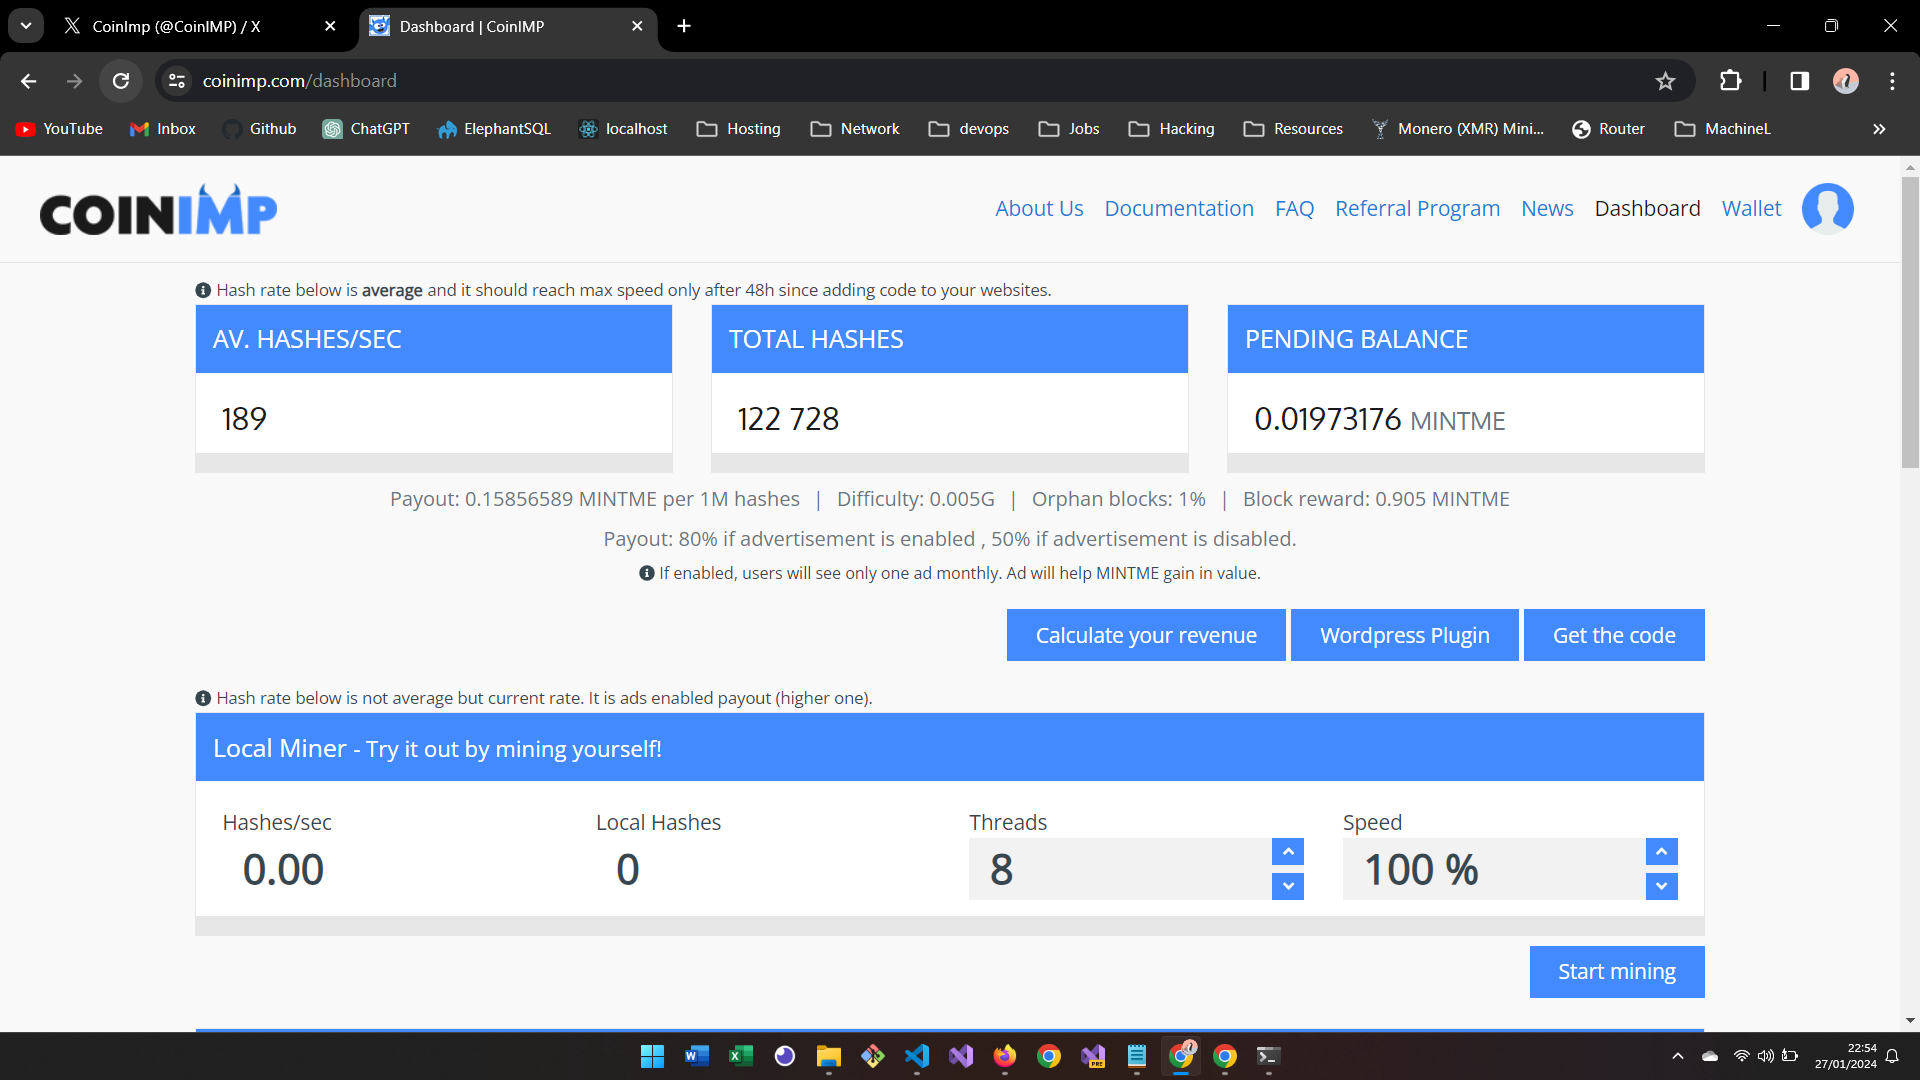 CoinImp (@CoinIMP) / X
Dashboard | CoinIMP
coinimp.com/dashboard
YouTube
Inbox
Github
ChatGPT
ElephantSQL
localhost
Hosting
Network
devops
Jobs
Hacking
Resources
Monero (XMR) Mini...
Router
MachineL
COINIMP
About Us
Documentation
FAQ
Referral Program
News
Dashboard
Wallet
Hash rate below is average and it should reach max speed only after 48h since adding code to your websites.
AV. HASHES/SEC
189
TOTAL HASHES
122 728
PENDING BALANCE
0.01973176 MINTME
Payout: 0.15856589 MINTME per 1M hashes | Difficulty: 0.005G | Orphan blocks: 1% | Block reward: 0.905 MINTME
Payout: 80% if advertisement is enabled , 50% if advertisement is disabled.
If enabled, users will see only one ad monthly. Ad will help MINTME gain in value.
Calculate your revenue
Wordpress Plugin
Get the code
Hash rate below is not average but current rate. It is ads enabled payout (higher one).
Local Miner - Try it out by mining yourself!
Hashes/sec
0.00
Local Hashes
0
Threads
8
Speed
100 %
Start mining
PRE
22:54
27/01/2024